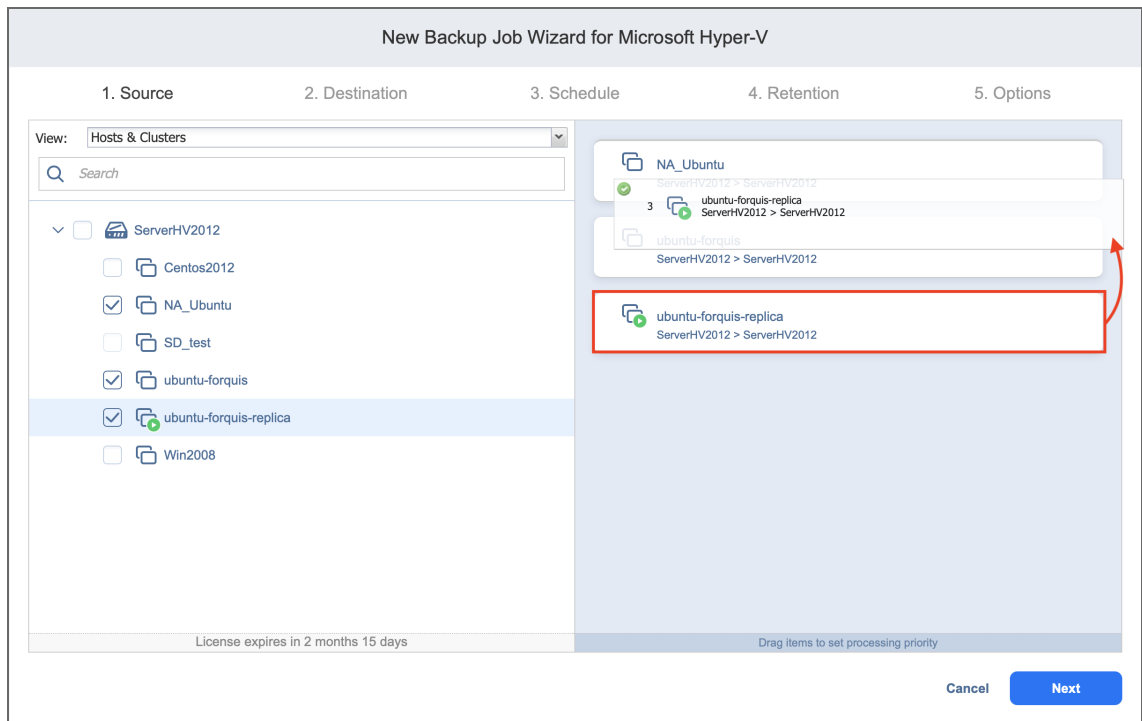 New Backup Job Wizard for Microsoft Hyper-V
1. Source 2. Destination 3. Schedule 4. Retention 5. Options
View: Hosts & Clusters
Search
ServerHV2012
Centos2012
NA_Ubuntu
SD_test
ubuntu-forquis
ubuntu-forquis-replica
Win2008
License expires in 2 months 15 days
NA_Ubuntu
ServerHV2012 > ServerHV2012
3 ubuntu-forquis-replica
ServerHV2012 > ServerHV2012
ubuntu-forquis
ServerHV2012 > ServerHV2012
ubuntu-forquis-replica
ServerHV2012 > ServerHV2012
Drag items to set processing priority
Cancel Next